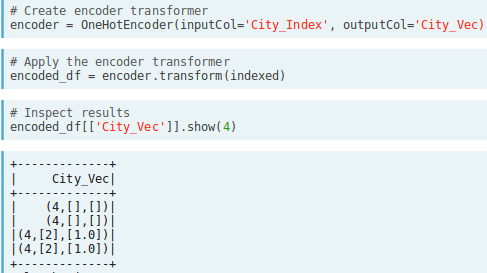 # Create encoder transformer
encoder = OneHotEncoder(inputCol='City_Index', outputCol='City_Vec)
# Apply the encoder transformer
encoded_df = encoder.transform(indexed)
# Inspect results
encoded_df[['City_Vec']].show(4)
+-------------+
|     City_Vec|
+-------------+
|    (4,[],[])|
|    (4,[],[])|
|(4,[2],[1.0])|
|(4,[2],[1.0])|
+-------------+